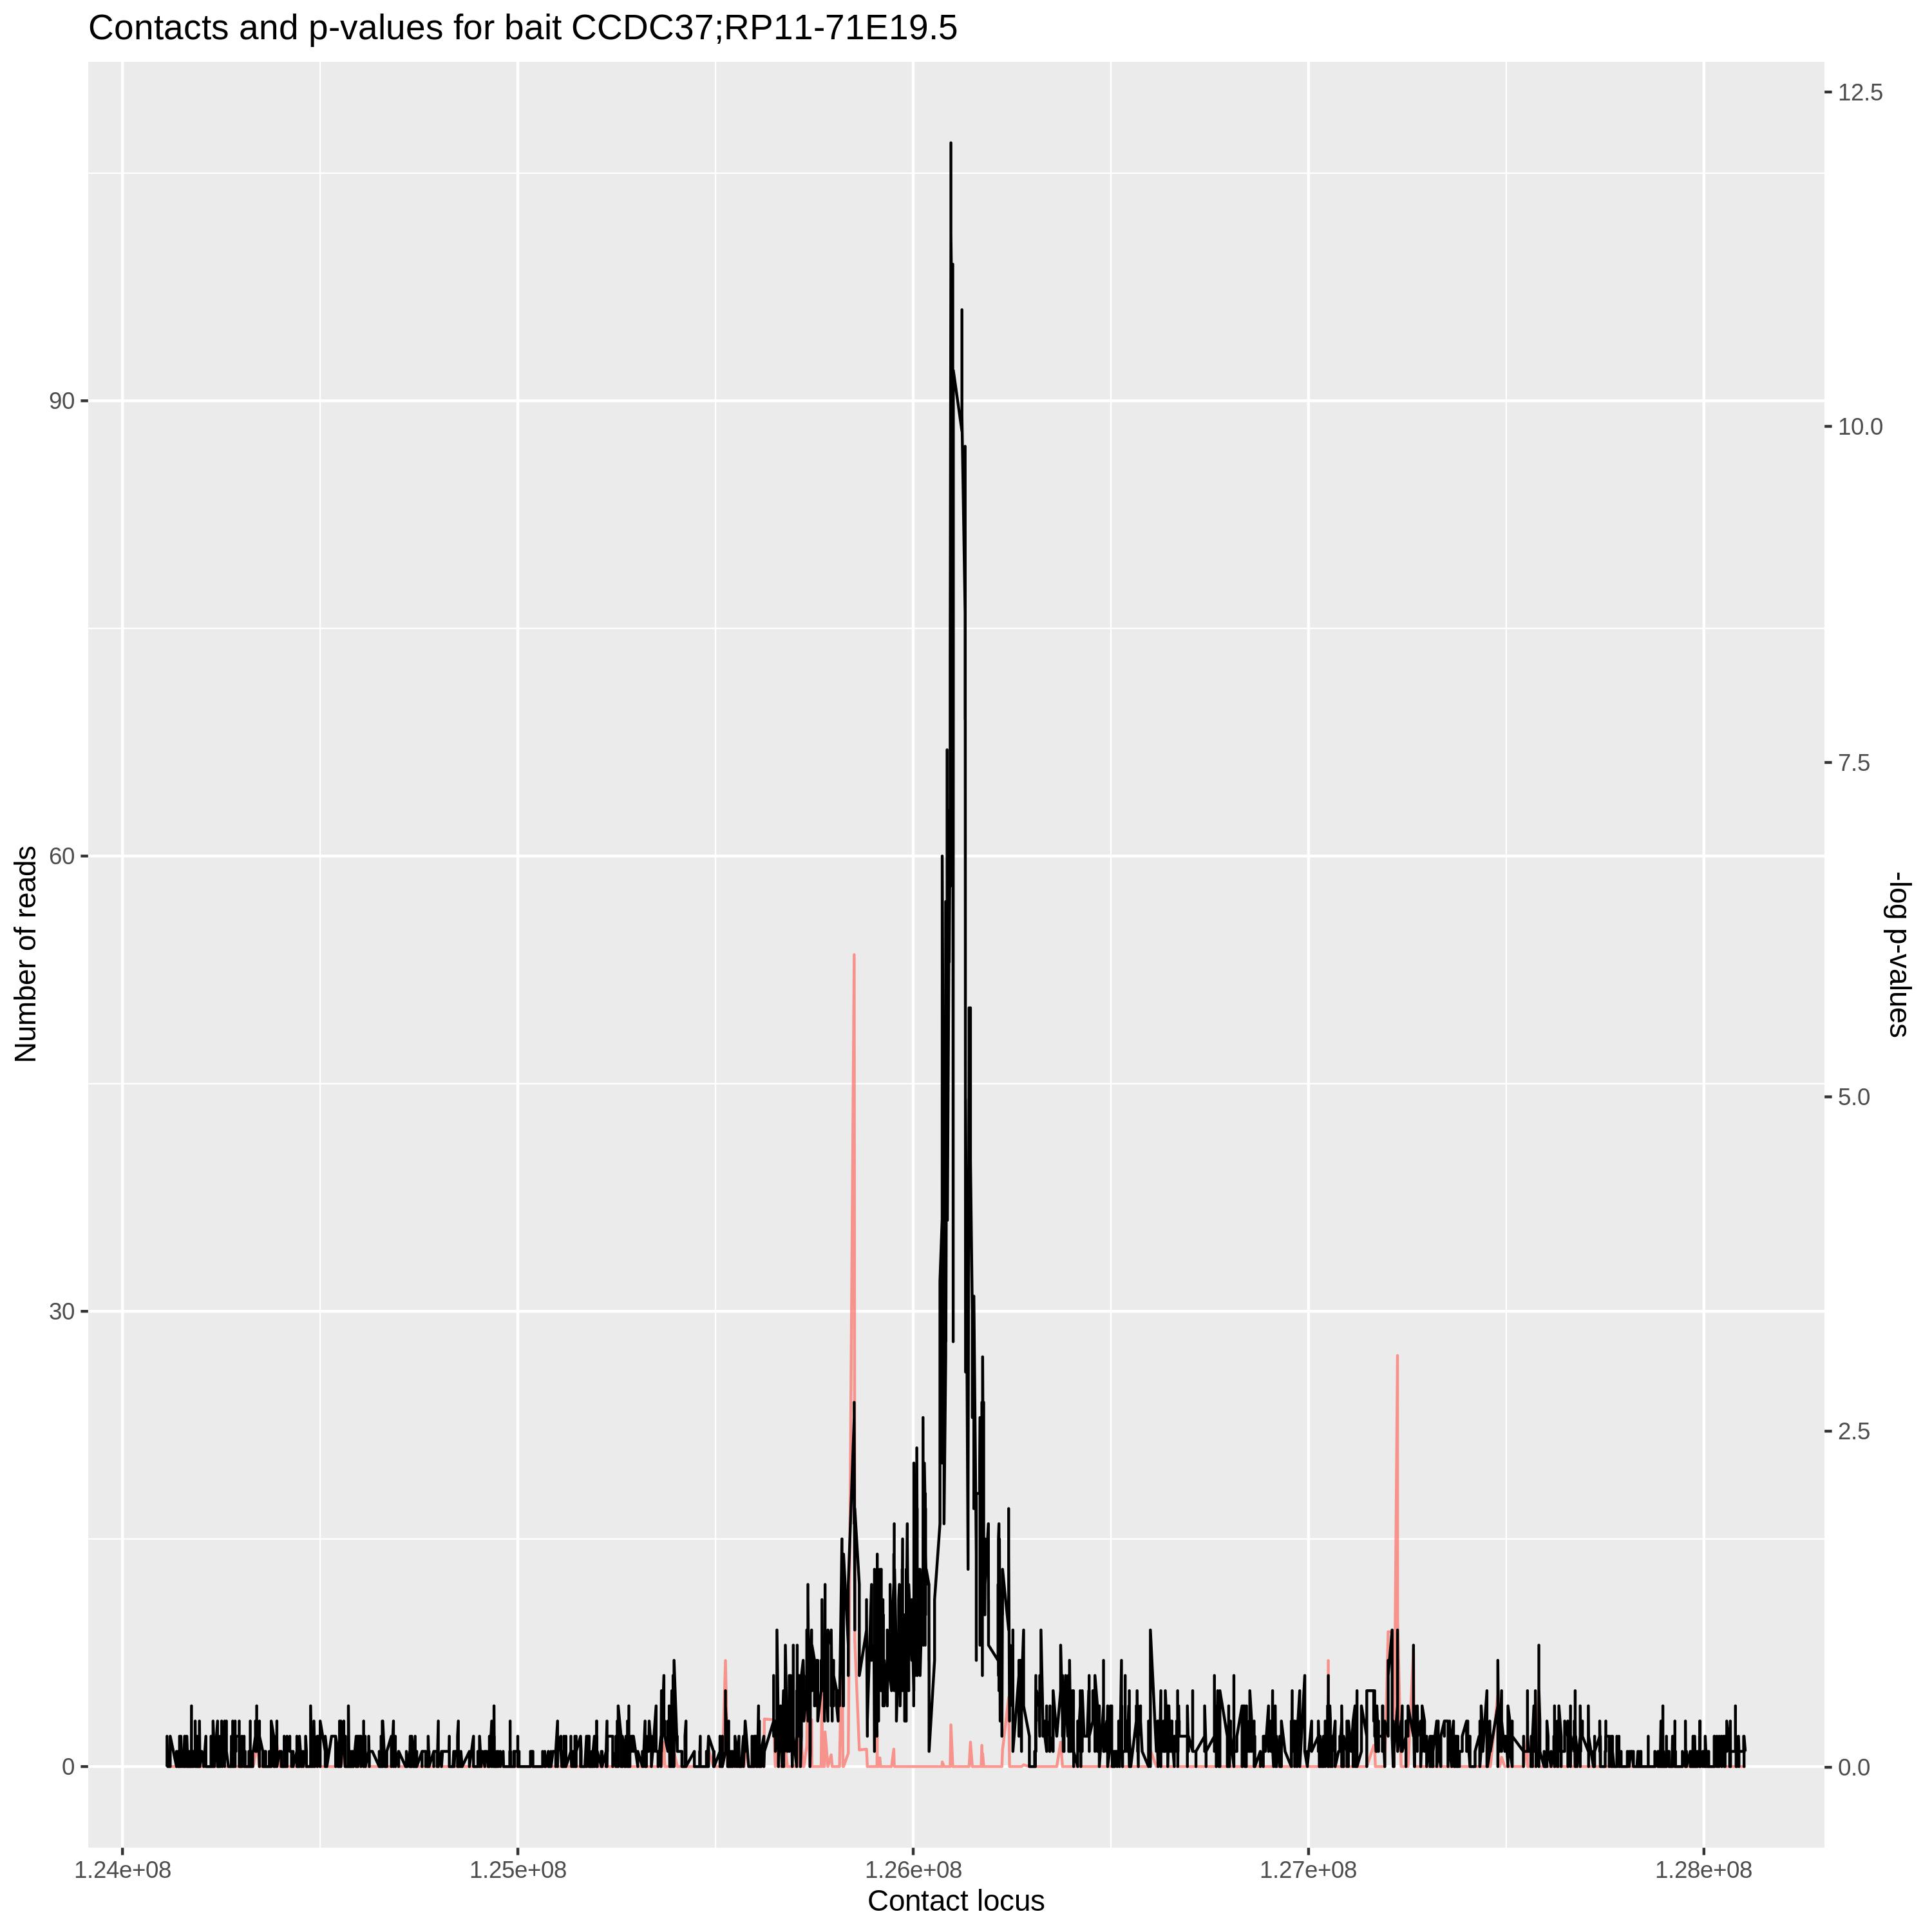 Contacts and p-values for bait CCDC37;RP11-71E19.5
12.5
90
10.0
7.5
60
Number of reads
-log p-values
5.0
30
2.5
0
0.0
1.24e+08
1.25e+08
1.26e+08
1.27e+08
1.28e+08
Contact locus